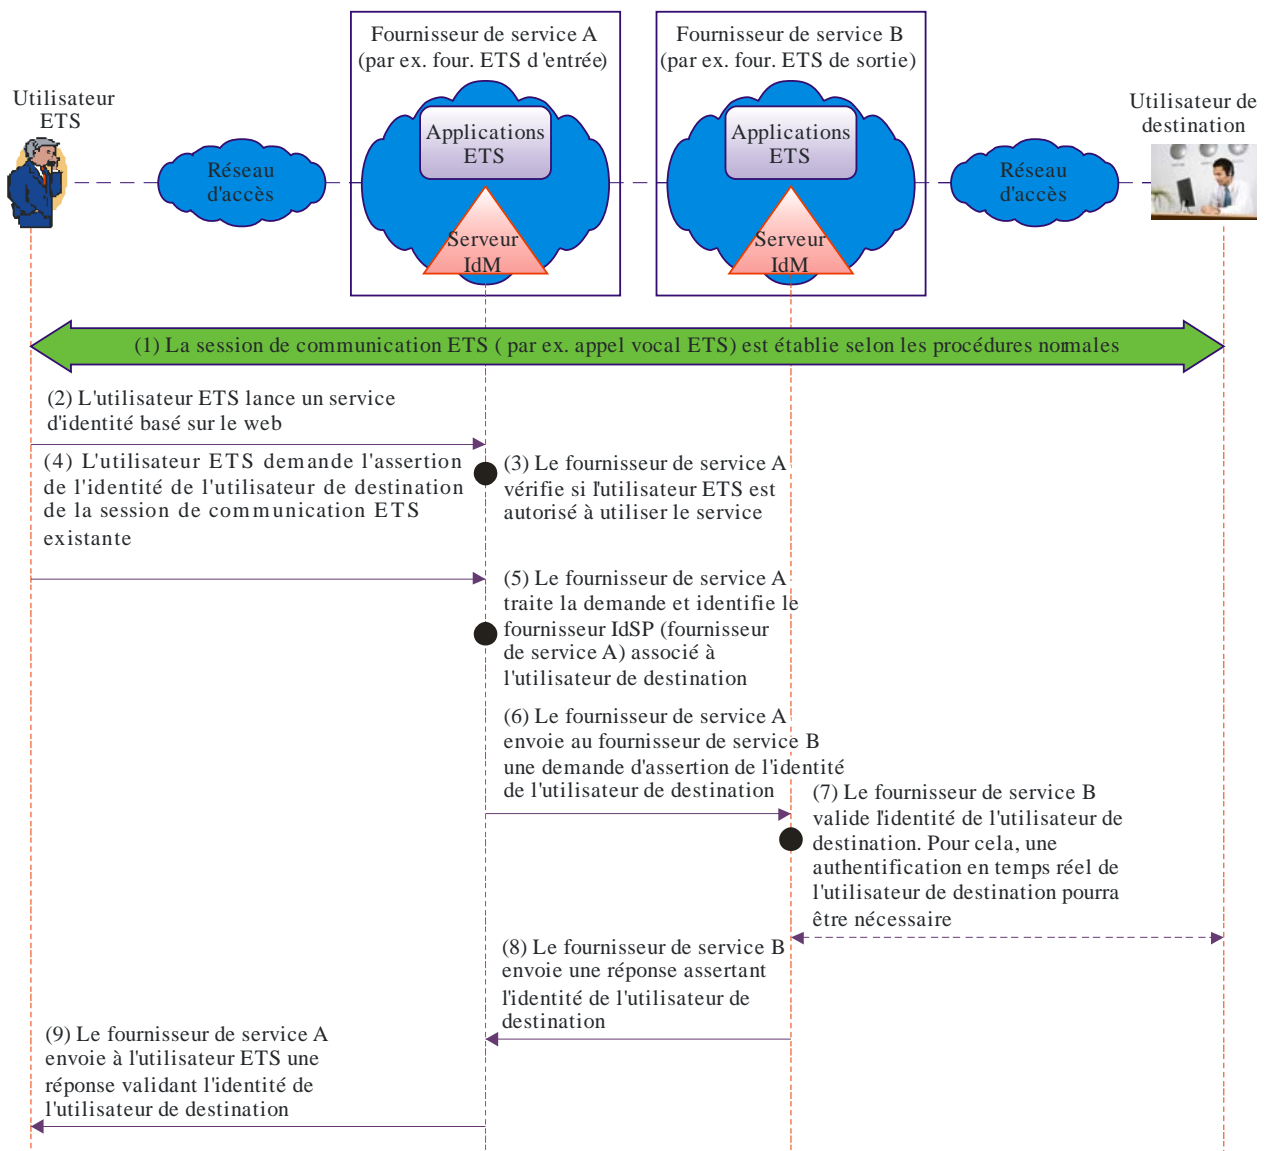 Fournisseur de service A
(par ex. four. ETS d'entrée)
Fournisseur de service B
(par ex. four. ETS de sortie)
Utilisateur
ETS
Utilisateur de
destination
Applications
ETS
Applications
ETS
Réseau
d'accès
Réseau
d'accès
Serveur
IdM
Serveur
IdM
(1) La session de communication ETS ( par ex. appel vocal ETS) est établie selon les procédures normales
(2) L'utilisateur ETS lance un service
d'identité basé sur le web
(4) L'utilisateur ETS demande l'assertion
de l'identité de l'utilisateur de destination
de la session de communication ETS
existante
(3) Le fournisseur de service A
vérifie si l'utilisateur ETS est
autorisé à utiliser le service
(5) Le fournisseur de service A
traite la demande et identifie le
fournisseur IdSP (fournisseur
de service A) associé à
l'utilisateur de destination
(6) Le fournisseur de service A
envoie au fournisseur de service B
une demande d'assertion de l'identité
de l'utilisateur de destination
(7) Le fournisseur de service B
valide l'identité de l'utilisateur de
destination. Pour cela, une
authentification en temps réel de
l'utilisateur de destination pourra
être nécessaire
(8) Le fournisseur de service B
envoie une réponse assertant
l'identité de l'utilisateur de
destination
(9) Le fournisseur de service A
envoie à l'utilisateur ETS une
réponse validant l'identité de
l'utilisateur de destination